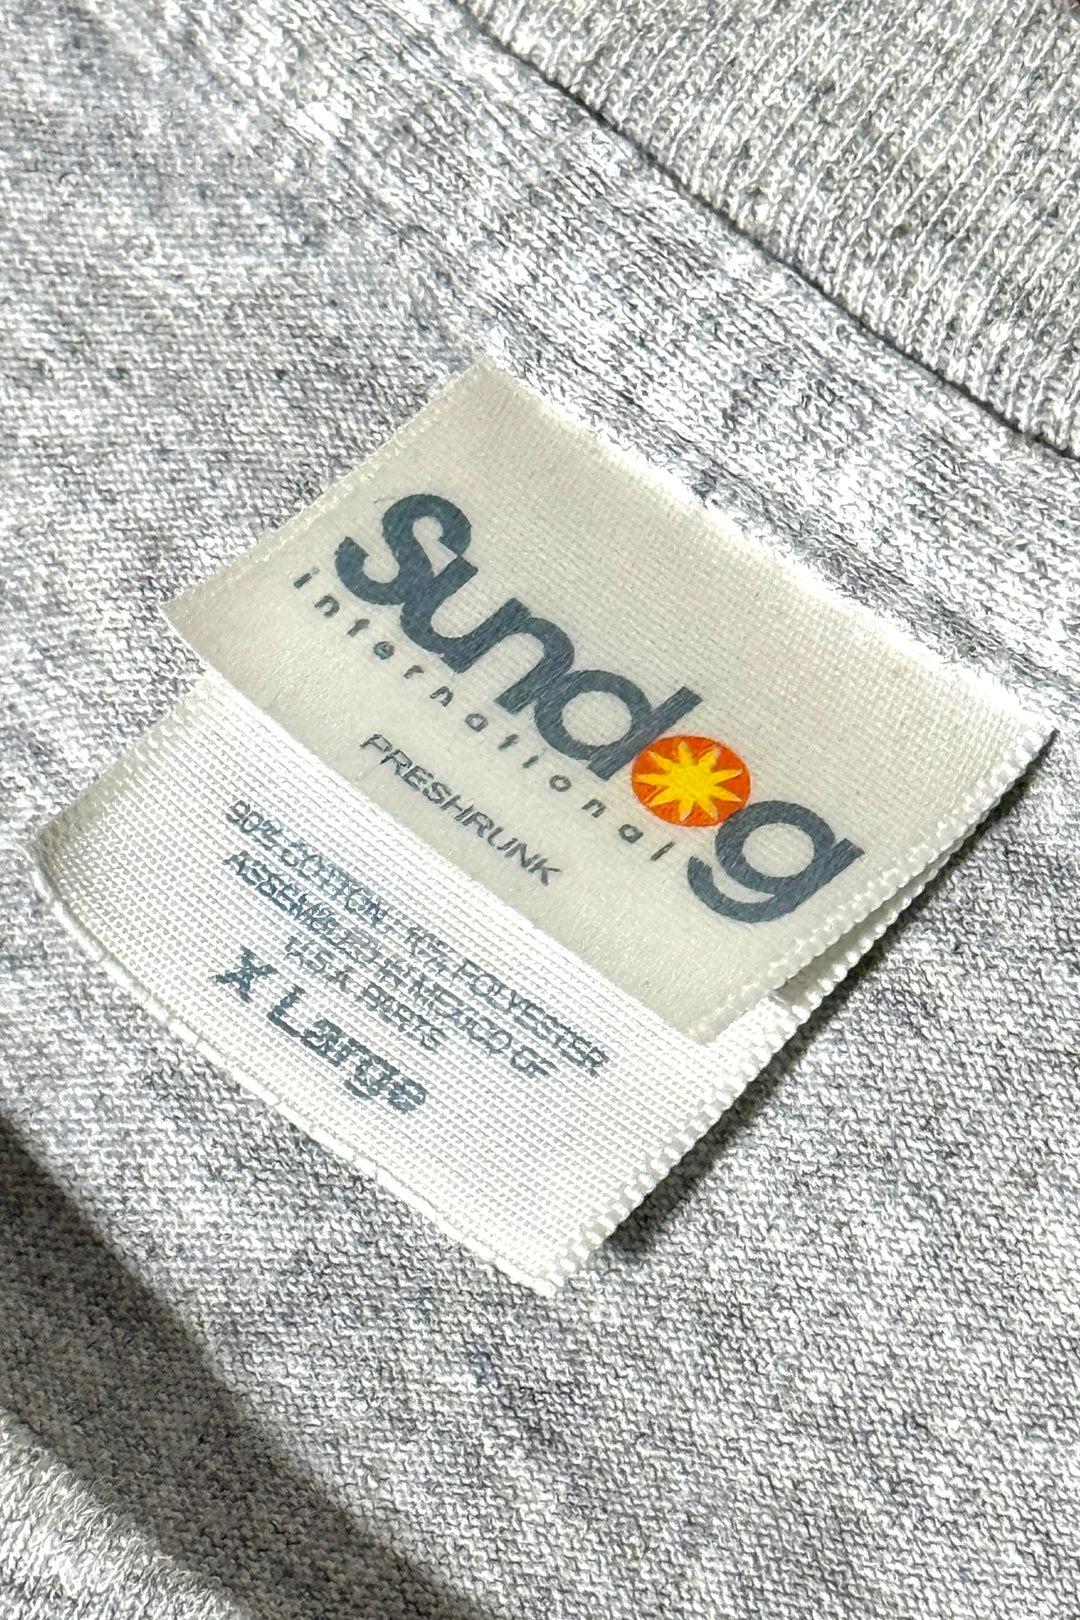 Sundog
international
PRESHRUNK
90% COTTON, 10% POLYESTER
ASSEMBLED IN MEXICO OF
U.S.A. PARTS
X Large